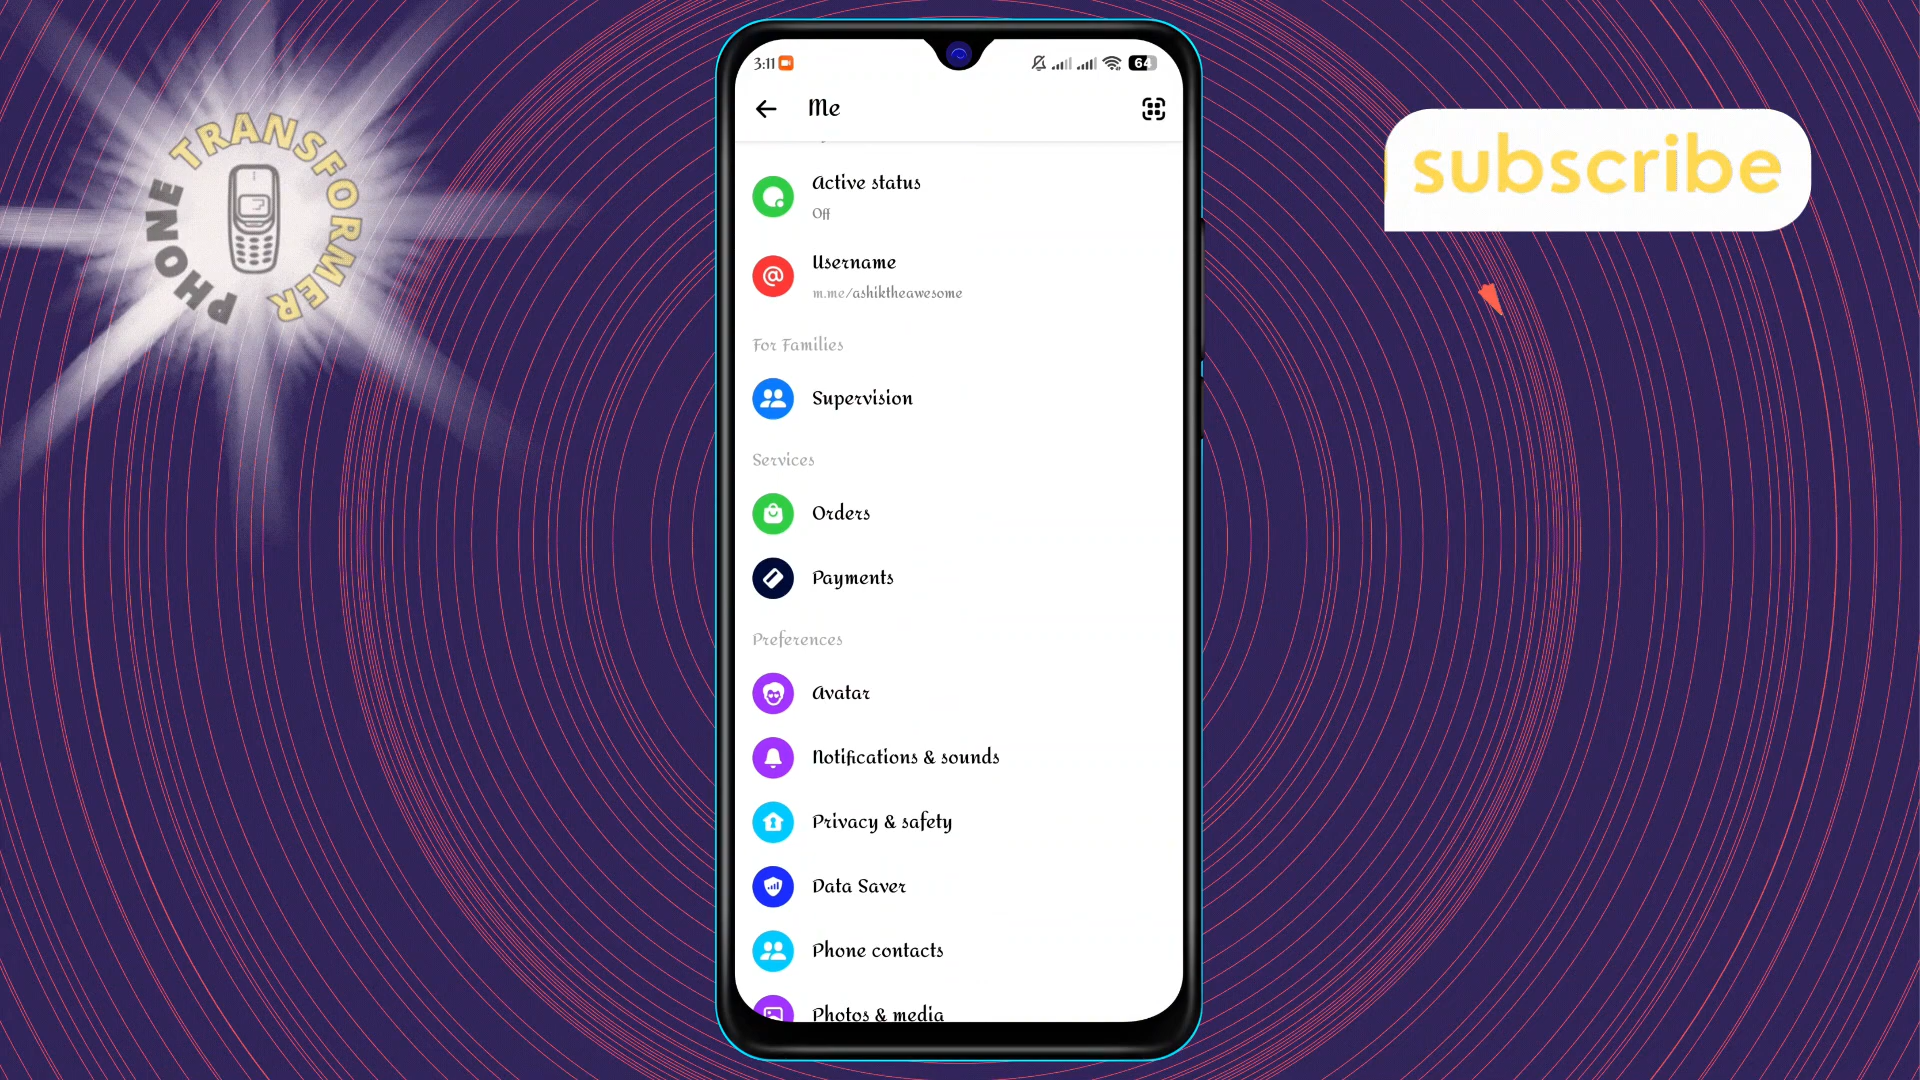 PHONE TRANSFORMER
subscribe
3:11
64
Me
Active status
Off
Username
m.me/ashiktheawesome
For Families
Supervision
Services
Orders
Payments
Preferences
Avatar
Notifications & sounds
Privacy & safety
Data Saver
Phone contacts
Photos & media